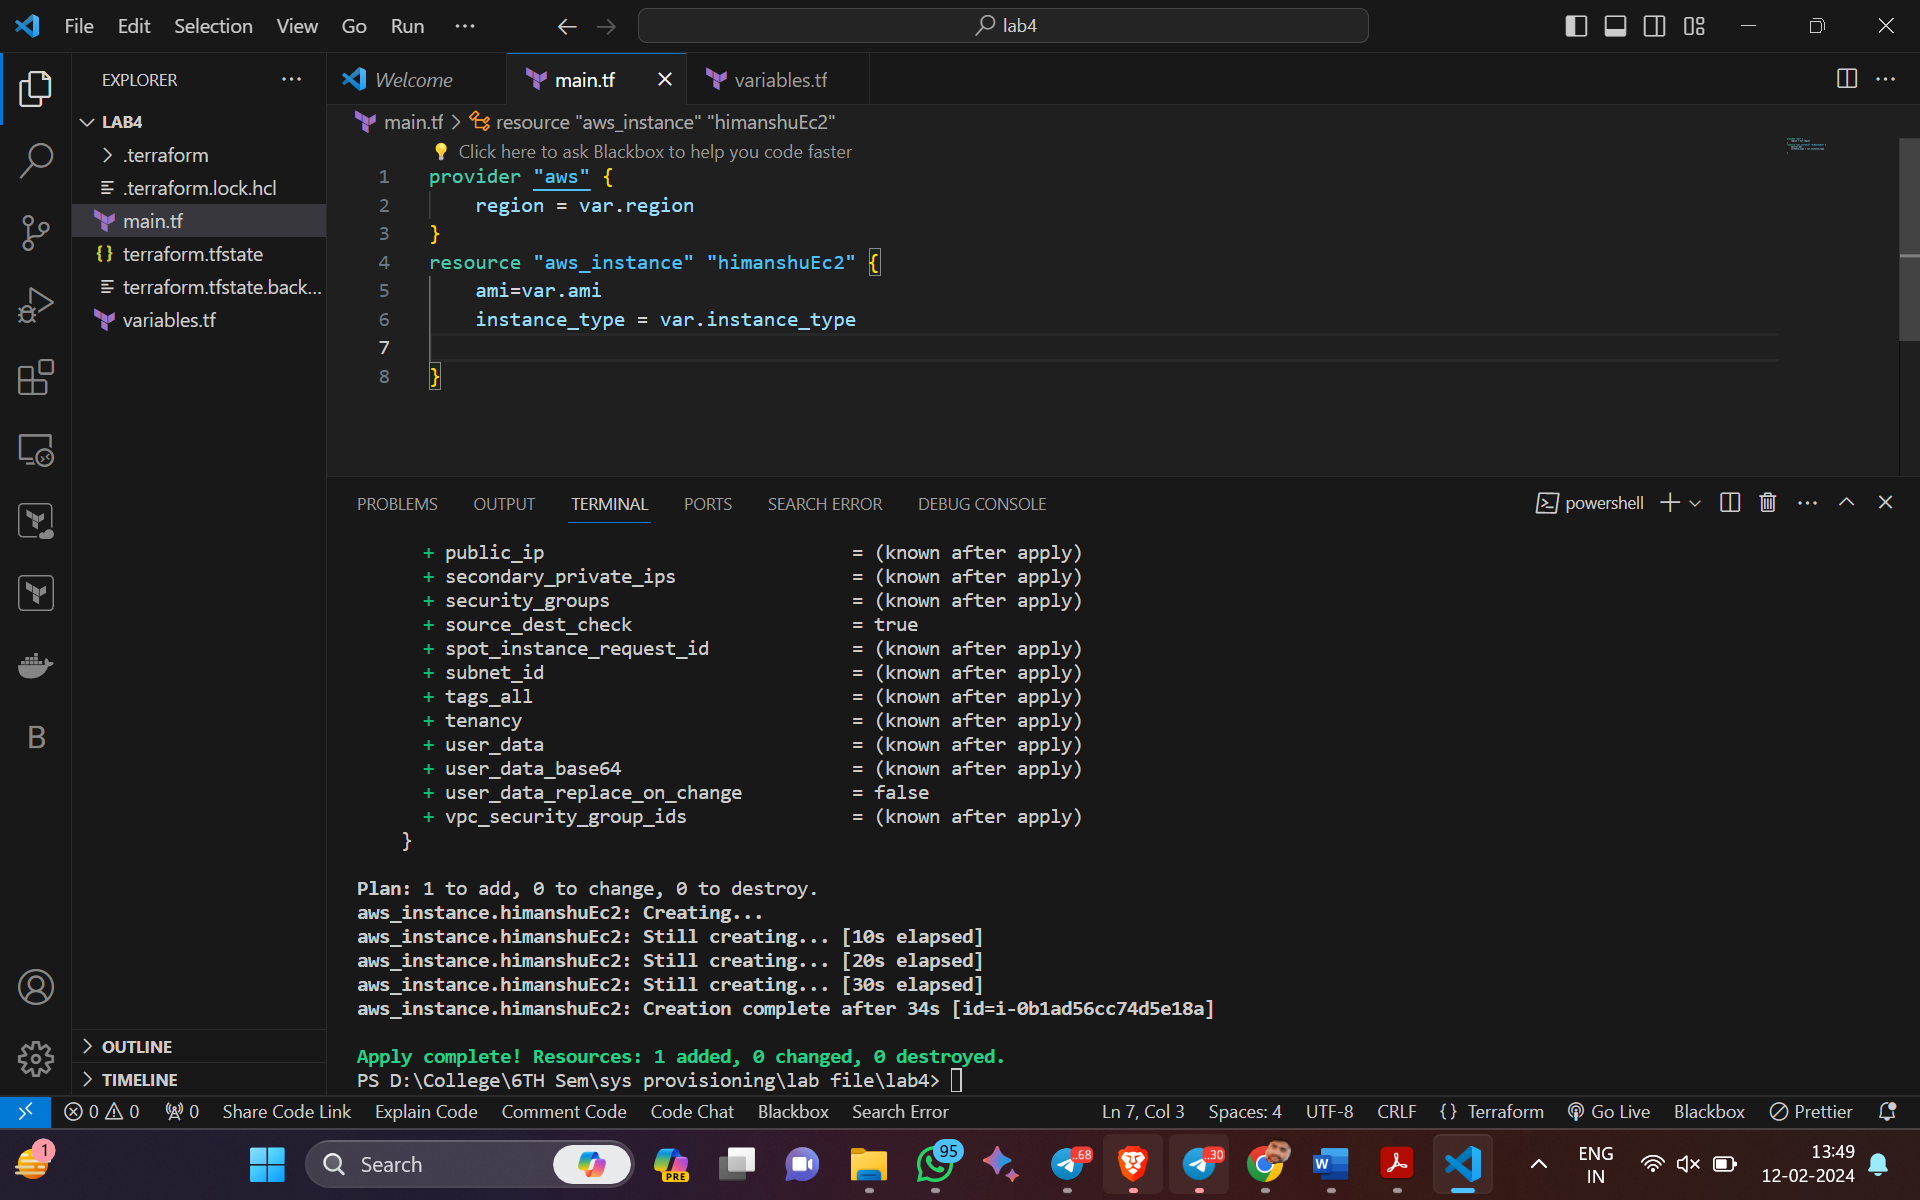 File Edit Selection View Go Run ···
lab4
EXPLORER
LAB4
.terraform
.terraform.lock.hcl
main.tf
terraform.tfstate
terraform.tfstate.back...
variables.tf
OUTLINE
TIMELINE
Welcome main.tf variables.tf
main.tf > resource "aws_instance" "himanshuEc2"
Click here to ask Blackbox to help you code faster
1 provider "aws" {
2 region = var.region
3 }
4 resource "aws_instance" "himanshuEc2" {
5 ami=var.ami
6 instance_type = var.instance_type
7
8 }
PROBLEMS OUTPUT TERMINAL PORTS SEARCH ERROR DEBUG CONSOLE
powershell
+ public_ip = (known after apply)
+ secondary_private_ips = (known after apply)
+ security_groups = (known after apply)
+ source_dest_check = true
+ spot_instance_request_id = (known after apply)
+ subnet_id = (known after apply)
+ tags_all = (known after apply)
+ tenancy = (known after apply)
+ user_data = (known after apply)
+ user_data_base64 = (known after apply)
+ user_data_replace_on_change = false
+ vpc_security_group_ids = (known after apply)
}
Plan: 1 to add, 0 to change, 0 to destroy.
aws_instance.himanshuEc2: Creating...
aws_instance.himanshuEc2: Still creating... [10s elapsed]
aws_instance.himanshuEc2: Still creating... [20s elapsed]
aws_instance.himanshuEc2: Still creating... [30s elapsed]
aws_instance.himanshuEc2: Creation complete after 34s [id=i-0b1ad56cc74d5e18a]
Apply complete! Resources: 1 added, 0 changed, 0 destroyed.
PS D:\College\6TH Sem\sys provisioning\lab file\lab4>
B
0 0 0 Share Code Link Explain Code Comment Code Code Chat Blackbox Search Error
Ln 7, Col 3 Spaces: 4 UTF-8 CRLF {} Terraform Go Live Blackbox Prettier
1
Search
PRE
95
..68
..30
W
ENG
IN
13:49
12-02-2024